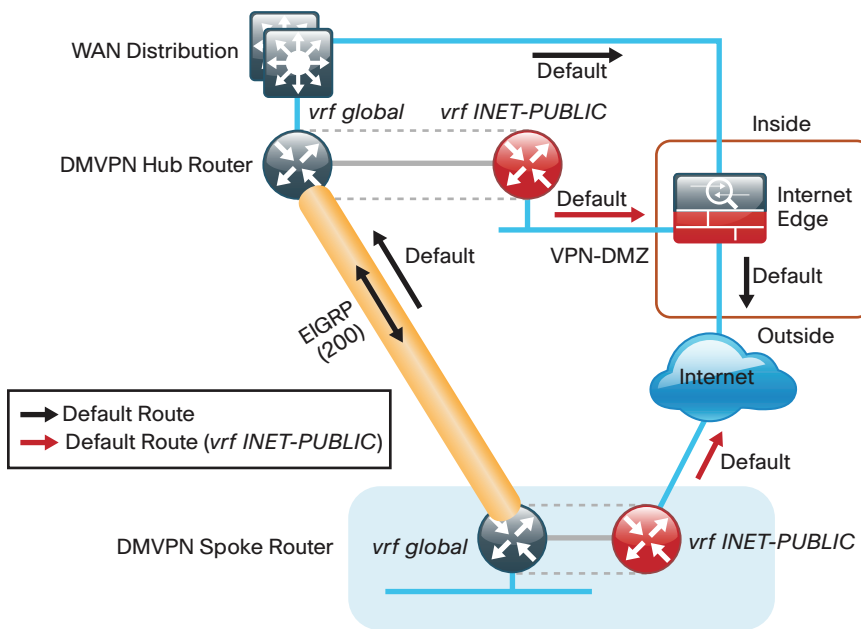 WAN Distribution
Default
vrf global
vrf INET-PUBLIC
Inside
DMVPN Hub Router
Default
Internet
Edge
VPN-DMZ
Default
Default
EIGRP
(200)
Outside
Internet
Default Route
Default Route (vrf INET-PUBLIC)
Default
DMVPN Spoke Router
vrf global
vrf INET-PUBLIC